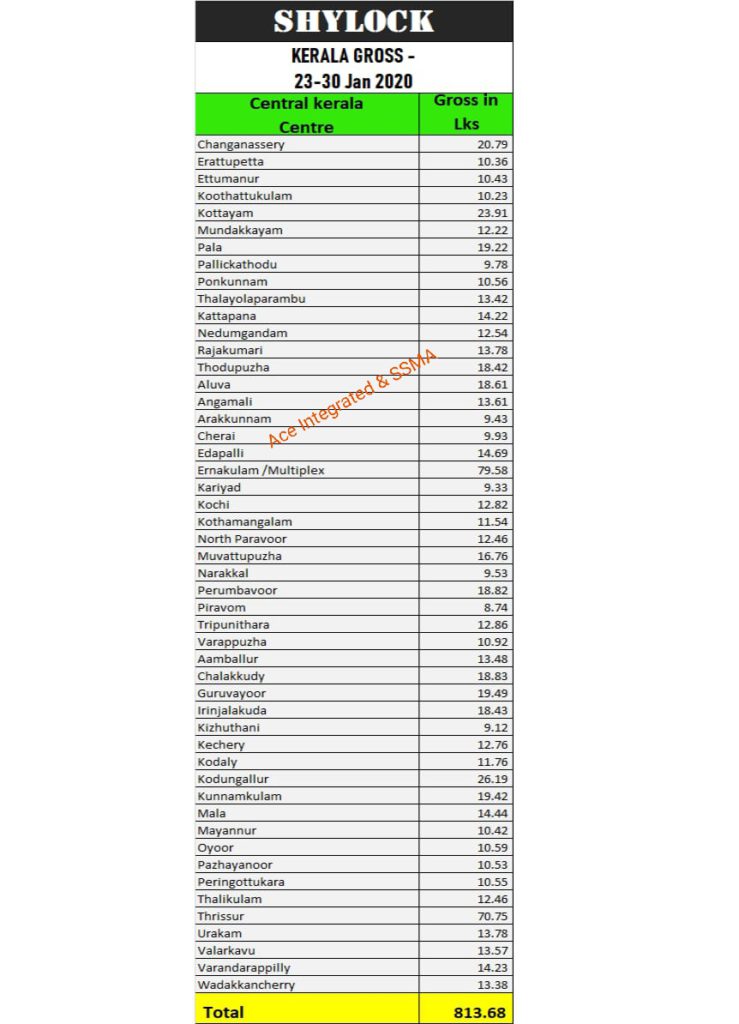 SHYLOCK
KERALA GROSS -
23-30 Jan 2020
Central kerala Centre Gross in Lks
Changanassery 20.79
Erattupetta 10.36
Ettumanur 10.43
Koothattukulam 10.23
Kottayam 23.91
Mundakkayam 12.22
Pala 19.22
Pallickathodu 9.78
Ponkunnam 10.56
Thalayolaparambu 13.42
Kattapana 14.22
Nedumgandam 12.54
Rajakumari 13.78
Thodupuzha 18.42
Aluva 18.61
Angamali 13.61
Arakkunnam 9.43
Cherai 9.93
Edapalli 14.69
Ernakulam /Multiplex 79.58
Kariyad 9.33
Kochi 12.82
Kothamangalam 11.54
North Paravoor 12.46
Muvattupuzha 16.76
Narakkal 9.53
Perumbavoor 18.82
Piravom 8.74
Tripunithara 12.86
Varappuzha 10.92
Aamballur 13.48
Chalakkudy 18.83
Guruvayoor 19.49
Irinjalakuda 18.43
Kizhuthani 9.12
Kechery 12.76
Kodaly 11.76
Kodungallur 26.19
Kunnamkulam 19.42
Mala 14.44
Mayannur 10.42
Oyoor 10.59
Pazhayanoor 10.53
Peringottukara 10.55
Thalikulam 12.46
Thrissur 70.75
Urakam 13.78
Valarkavu 13.57
Varandarappilly 14.23
Wadakkancherry 13.38
Total 813.68
Ace Integrated & SSMA